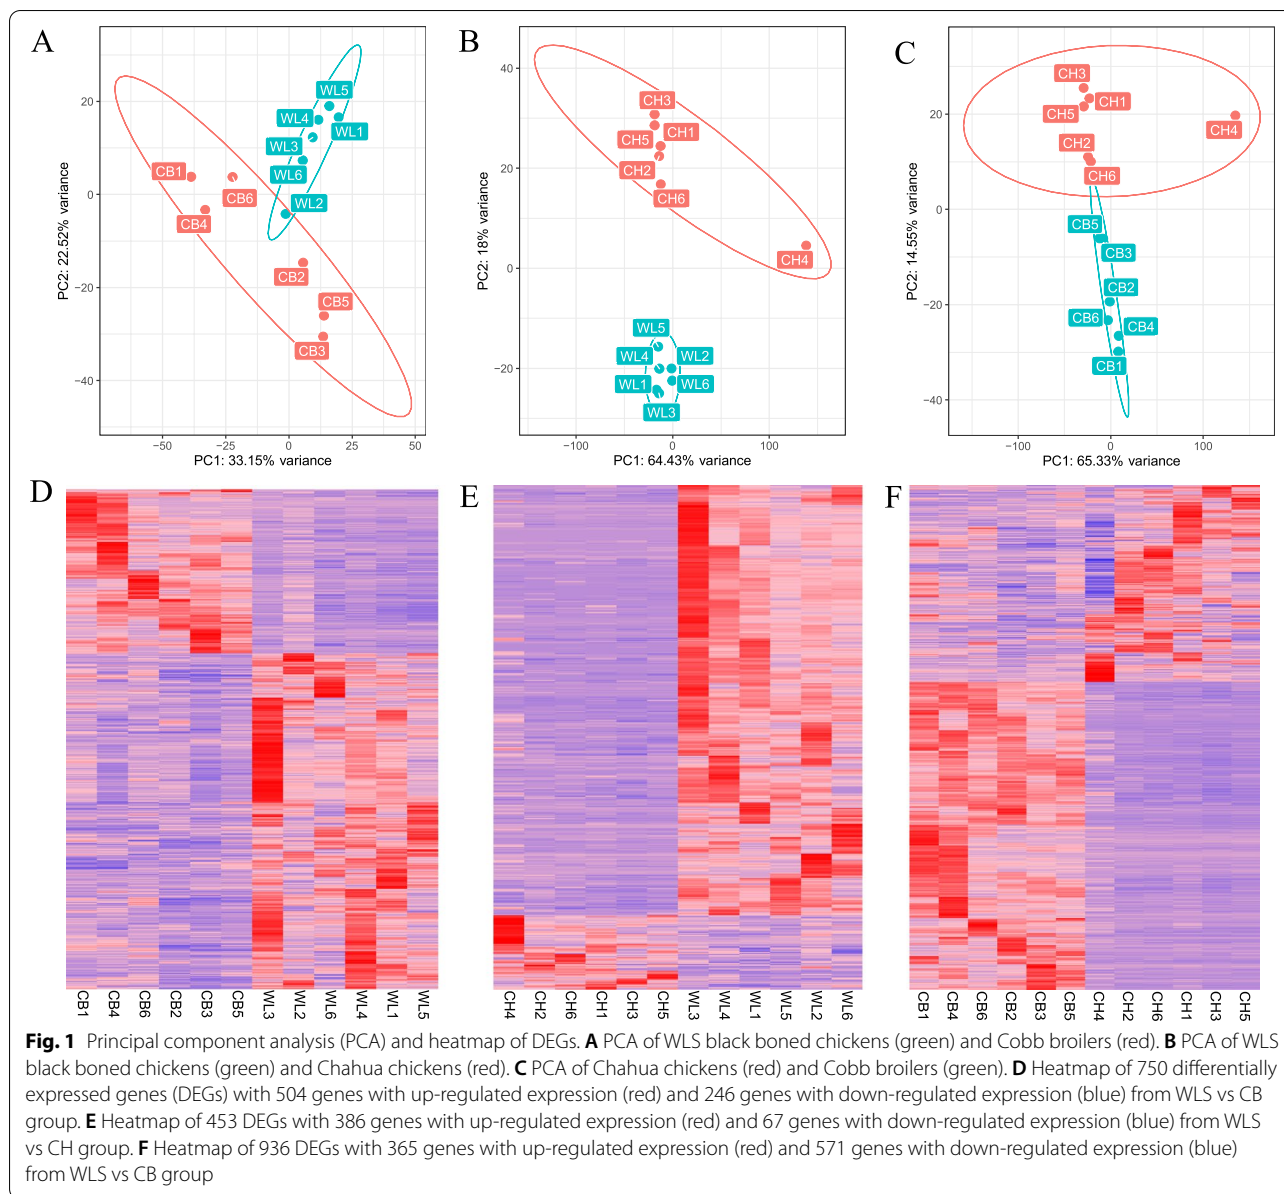 A
20
0
−20
−40
PC2: 22.52% variance
WL5
WL4
WL1
WL3
WL6
WL2
CB1
CB6
CB4
CB2
CB5
CB3
−50
−25
0
25
50
PC1: 33.15% variance
B
40
20
0
−20
PC2: 18% variance
CH3
CH5
CH1
CH2
CH6
CH4
WL5
WL4
WL2
WL1
WL6
WL3
−100
0
100
PC1: 64.43% variance
C
20
0
−20
−40
PC2: 14.55% variance
CH3
CH1
CH5
CH4
CH2
CH6
CB5
CB3
CB2
CB6
CB4
CB1
−100
0
100
PC1: 65.33% variance
D
CB1 CB4 CB6 CB2 CB3 CB5 WL3 WL2 WL6 WL4 WL1 WL5
E
CH4 CH2 CH6 CH1 CH3 CH5 WL3 WL4 WL1 WL5 WL2 WL6
F
CB1 CB4 CB6 CB2 CB3 CB5 CH4 CH2 CH6 CH1 CH3 CH5
Fig. 1 Principal component analysis (PCA) and heatmap of DEGs. A PCA of WLS black boned chickens (green) and Cobb broilers (red). B PCA of WLS
black boned chickens (green) and Chahua chickens (red). C PCA of Chahua chickens (red) and Cobb broilers (green). D Heatmap of 750 differentially
expressed genes (DEGs) with 504 genes with up-regulated expression (red) and 246 genes with down-regulated expression (blue) from WLS vs CB
group. E Heatmap of 453 DEGs with 386 genes with up-regulated expression (red) and 67 genes with down-regulated expression (blue) from WLS
vs CH group. F Heatmap of 936 DEGs with 365 genes with up-regulated expression (red) and 571 genes with down-regulated expression (blue)
from WLS vs CB group